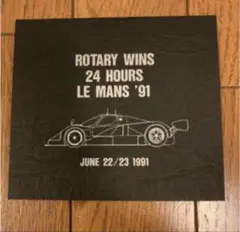 ROTARY WINS
24 HOURS
LE MANS '91
JUNE 22/23 1991